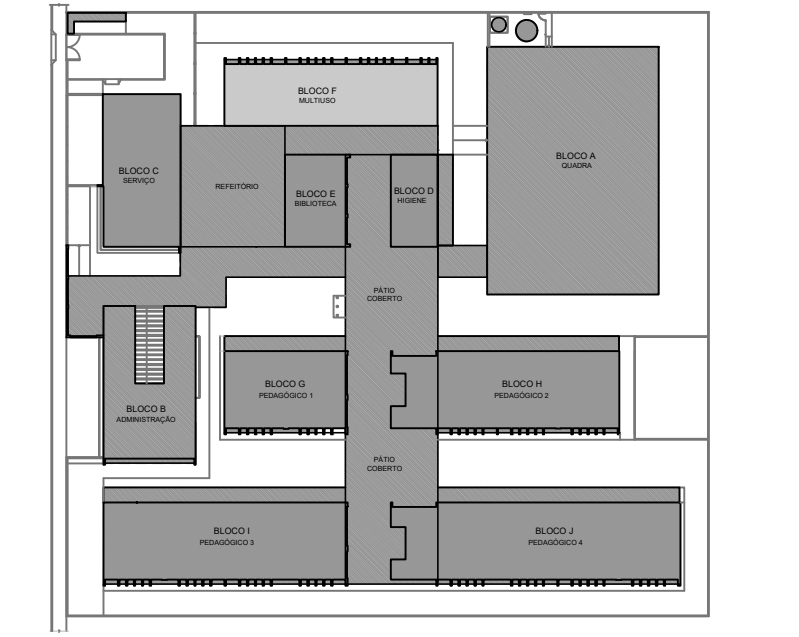 BLOCO F
MULTIUSO
BLOCO A
QUADRA
BLOCO C
SERVIÇO
REFEITÓRIO
BLOCO E
BIBLIOTECA
BLOCO D
HIGIENE
PÁTIO
COBERTO
BLOCO G
PEDAGÓGICO 1
BLOCO H
PEDAGÓGICO 2
BLOCO B
ADMINISTRAÇÃO
PÁTIO
COBERTO
BLOCO I
PEDAGÓGICO 3
BLOCO J
PEDAGÓGICO 4